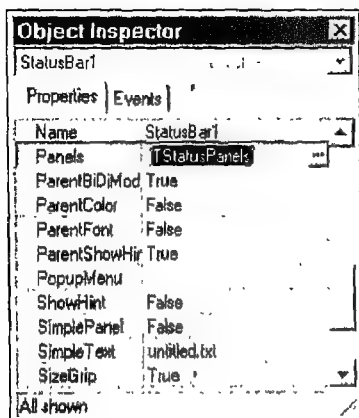 Object Inspector
StatusBar1
Properties Events
Name StatusBar1
Panels (TStatusPanels) ...
ParentBiDiMod True
ParentColor False
ParentFont False
ParentShowHir True
PopupMenu
ShowHint False
SimplePanel False
SimpleText untitled.txt
SizeGrip True
All shown